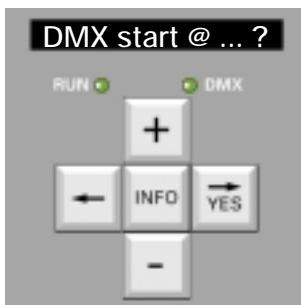 DMX start @ ... ?
RUN DMX
+
← INFO → YES
-